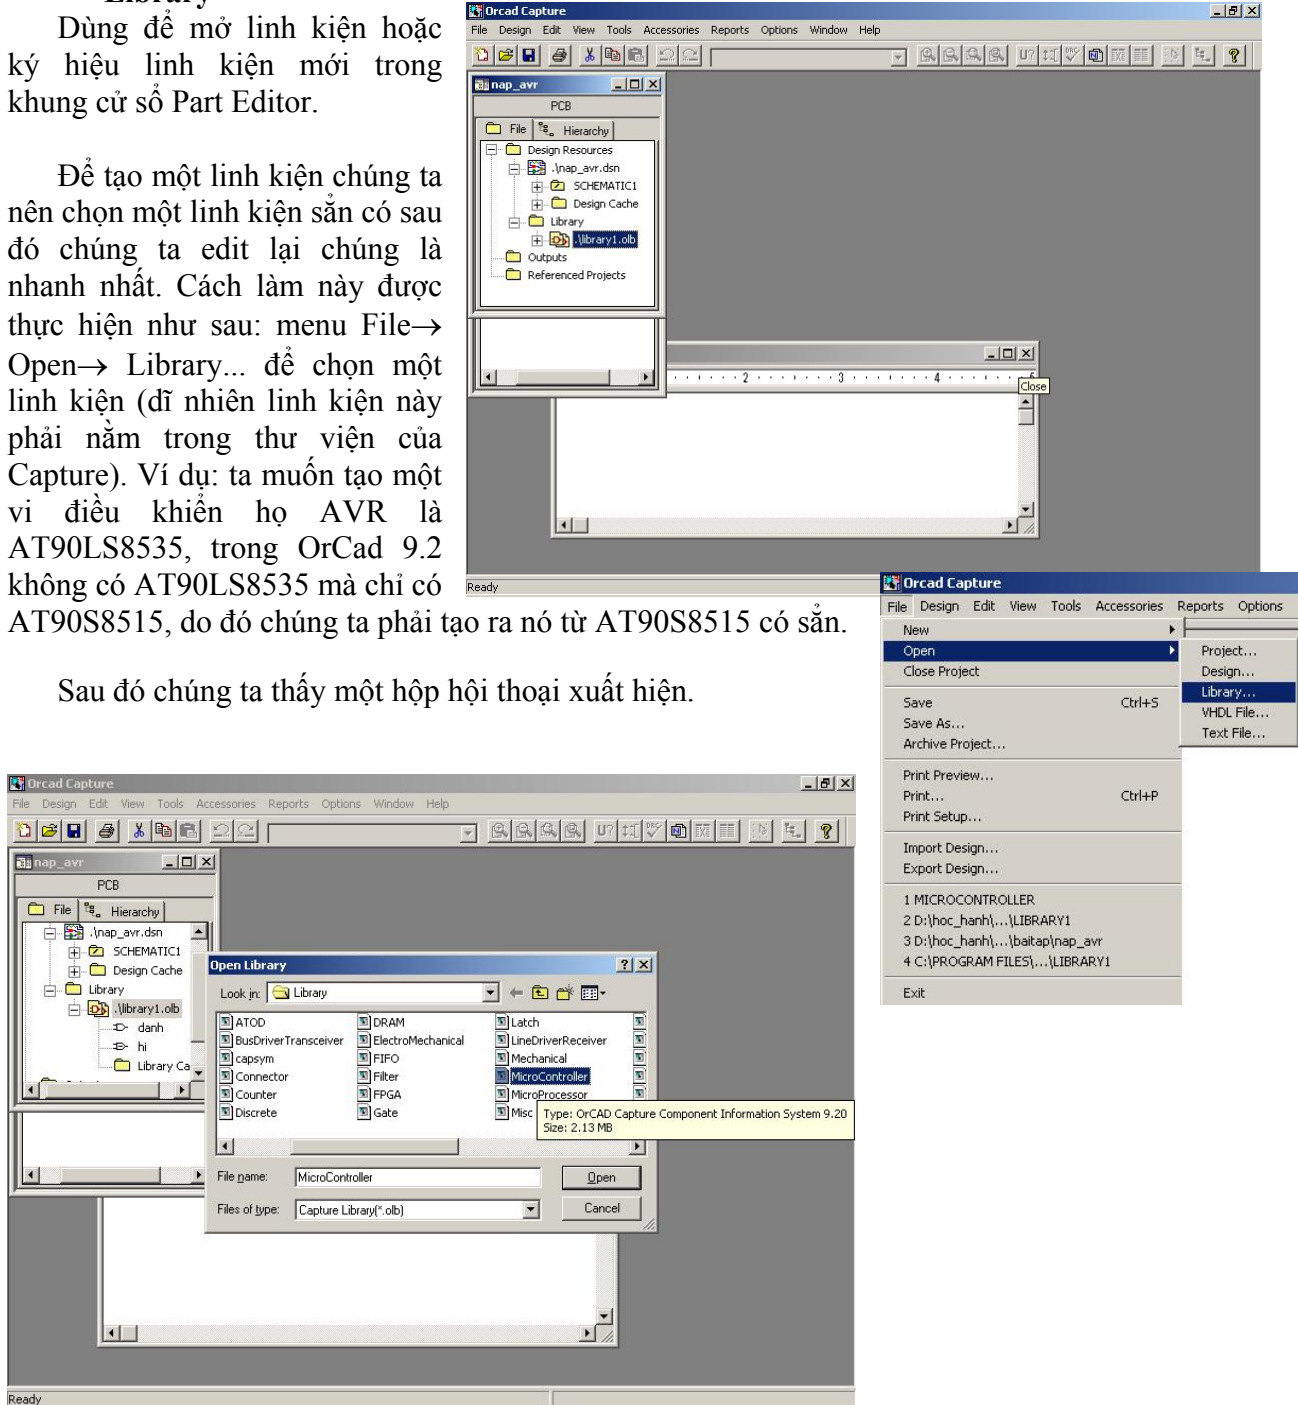 Library
Dùng để mở linh kiện hoặc
ký hiệu linh kiện mới trong
khung cử sổ Part Editor.
Để tạo một linh kiện chúng ta
nên chọn một linh kiện sẳn có sau
đó chúng ta edit lại chúng là
nhanh nhất. Cách làm này được
thực hiện như sau: menu File→
Open→ Library... để chọn một
linh kiện (dĩ nhiên linh kiện này
phải nằm trong thư viện của
Capture). Ví dụ: ta muốn tạo một
vi điều khiển họ AVR là
AT90LS8535, trong OrCad 9.2
không có AT90LS8535 mà chỉ có
AT90S8515, do đó chúng ta phải tạo ra nó từ AT90S8515 có sẳn.
Sau đó chúng ta thấy một hộp hội thoại xuất hiện.
Orcad Capture
File Design Edit View Tools Accessories Reports Options Window Help
U?
nap_avr
PCB
File Hierarchy
Design Resources
.\nap_avr.dsn
SCHEMATIC1
Design Cache
Library
.\library1.olb
Outputs
Referenced Projects
2 3 4 5
Close
Ready
Orcad Capture
File Design Edit View Tools Accessories Reports Options
New
Open
Close Project
Save Ctrl+S
Save As...
Archive Project...
Print Preview...
Print... Ctrl+P
Print Setup...
Import Design...
Export Design...
1 MICROCONTROLLER
2 D:\hoc_hanh\...\LIBRARY1
3 D:\hoc_hanh\...\baitap\nap_avr
4 C:\PROGRAM FILES\...\LIBRARY1
Exit
Project...
Design...
Library...
VHDL File...
Text File...
Orcad Capture
File Design Edit View Tools Accessories Reports Options Window Help
U?
nap_avr
PCB
File Hierarchy
.\nap_avr.dsn
SCHEMATIC1
Design Cache
Library
.\library1.olb
danh
hi
Library Ca
Open Library
Look in: Library
ATOD DRAM Latch
BusDriverTransceiver ElectroMechanical LineDriverReceiver
capsym FIFO Mechanical
Connector Filter MicroController
Counter FPGA MicroProcessor
Discrete Gate Misc
Type: OrCAD Capture Component Information System 9.20
Size: 2.13 MB
File name: MicroController Open
Files of type: Capture Library(*.olb) Cancel
Ready